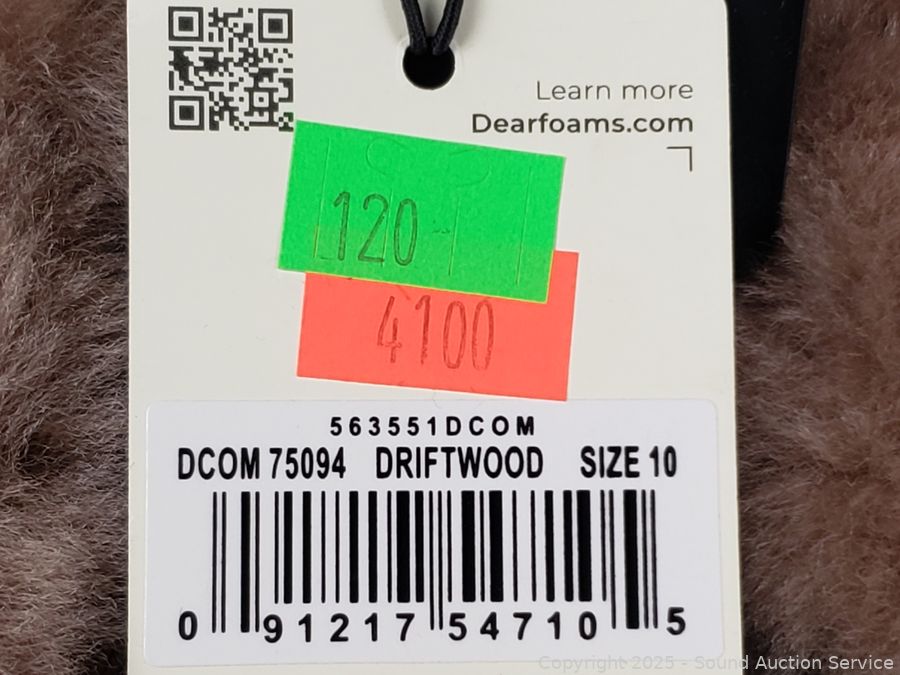 Learn more
Dearfoams.com
120
4100
563551DCOM
DCOM 75094 DRIFTWOOD SIZE 10
0 91217 54710 5
Copyright 2025 - Sound Auction Service